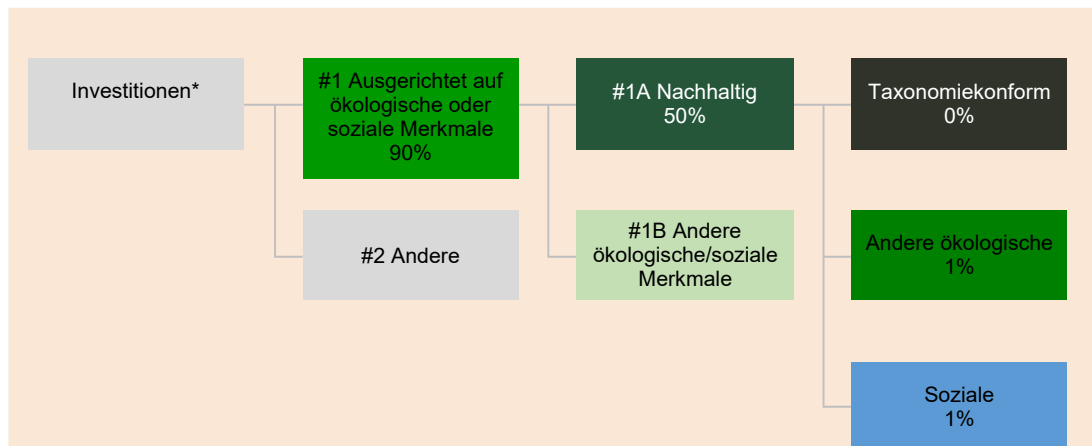 Investitionen*
#1 Ausgerichtet auf
ökologische oder
soziale Merkmale
90%
#1A Nachhaltig
50%
Taxonomiekonform
0%
#2 Andere
#1B Andere
ökologische/soziale
Merkmale
Andere ökologische
1%
Soziale
1%